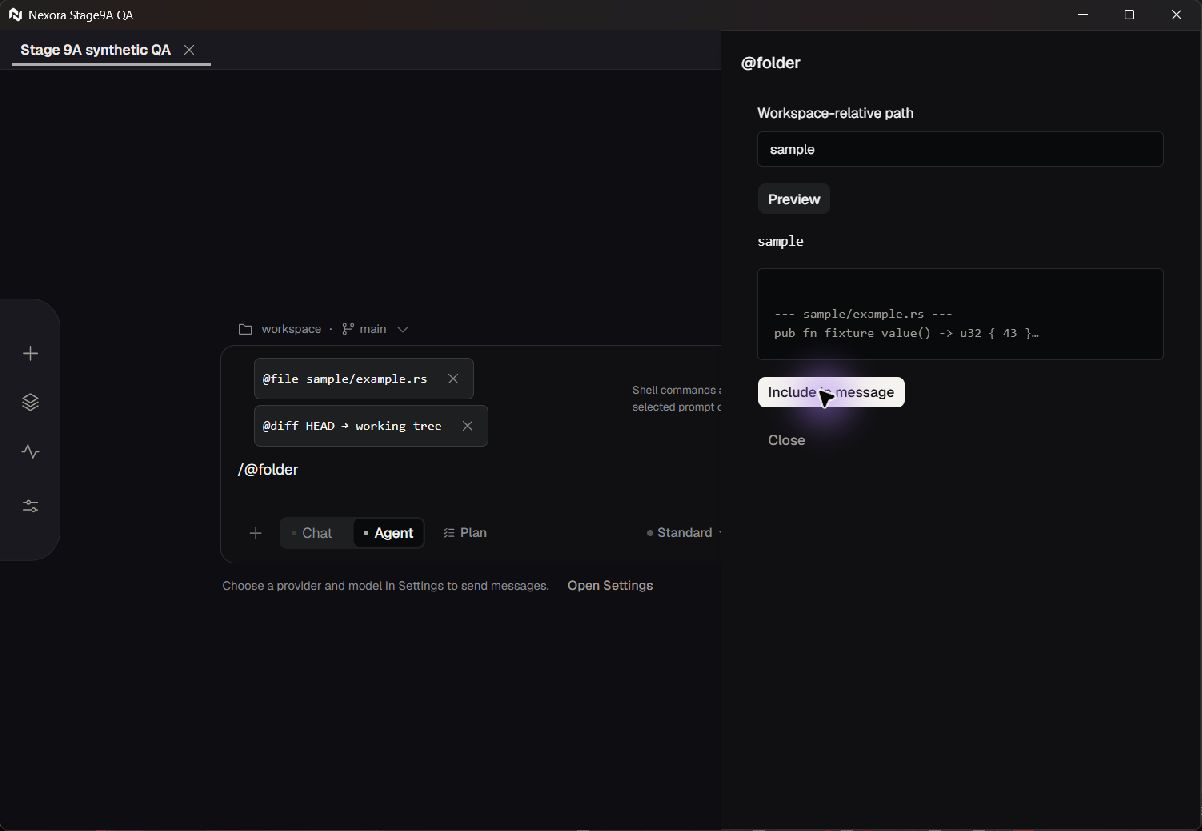 Nexora Stage9A QA
Stage 9A synthetic QA
@folder
Workspace-relative path
sample
Preview
sample
--- sample/example.rs ---
pub fn fixture_value() -> u32 { 43 }…
Include in message
Close
workspace · main
@file sample/example.rs
@diff HEAD → working tree
Shell commands
selected prompt
/@folder
Chat
Agent
Plan
Standard
Choose a provider and model in Settings to send messages.
Open Settings